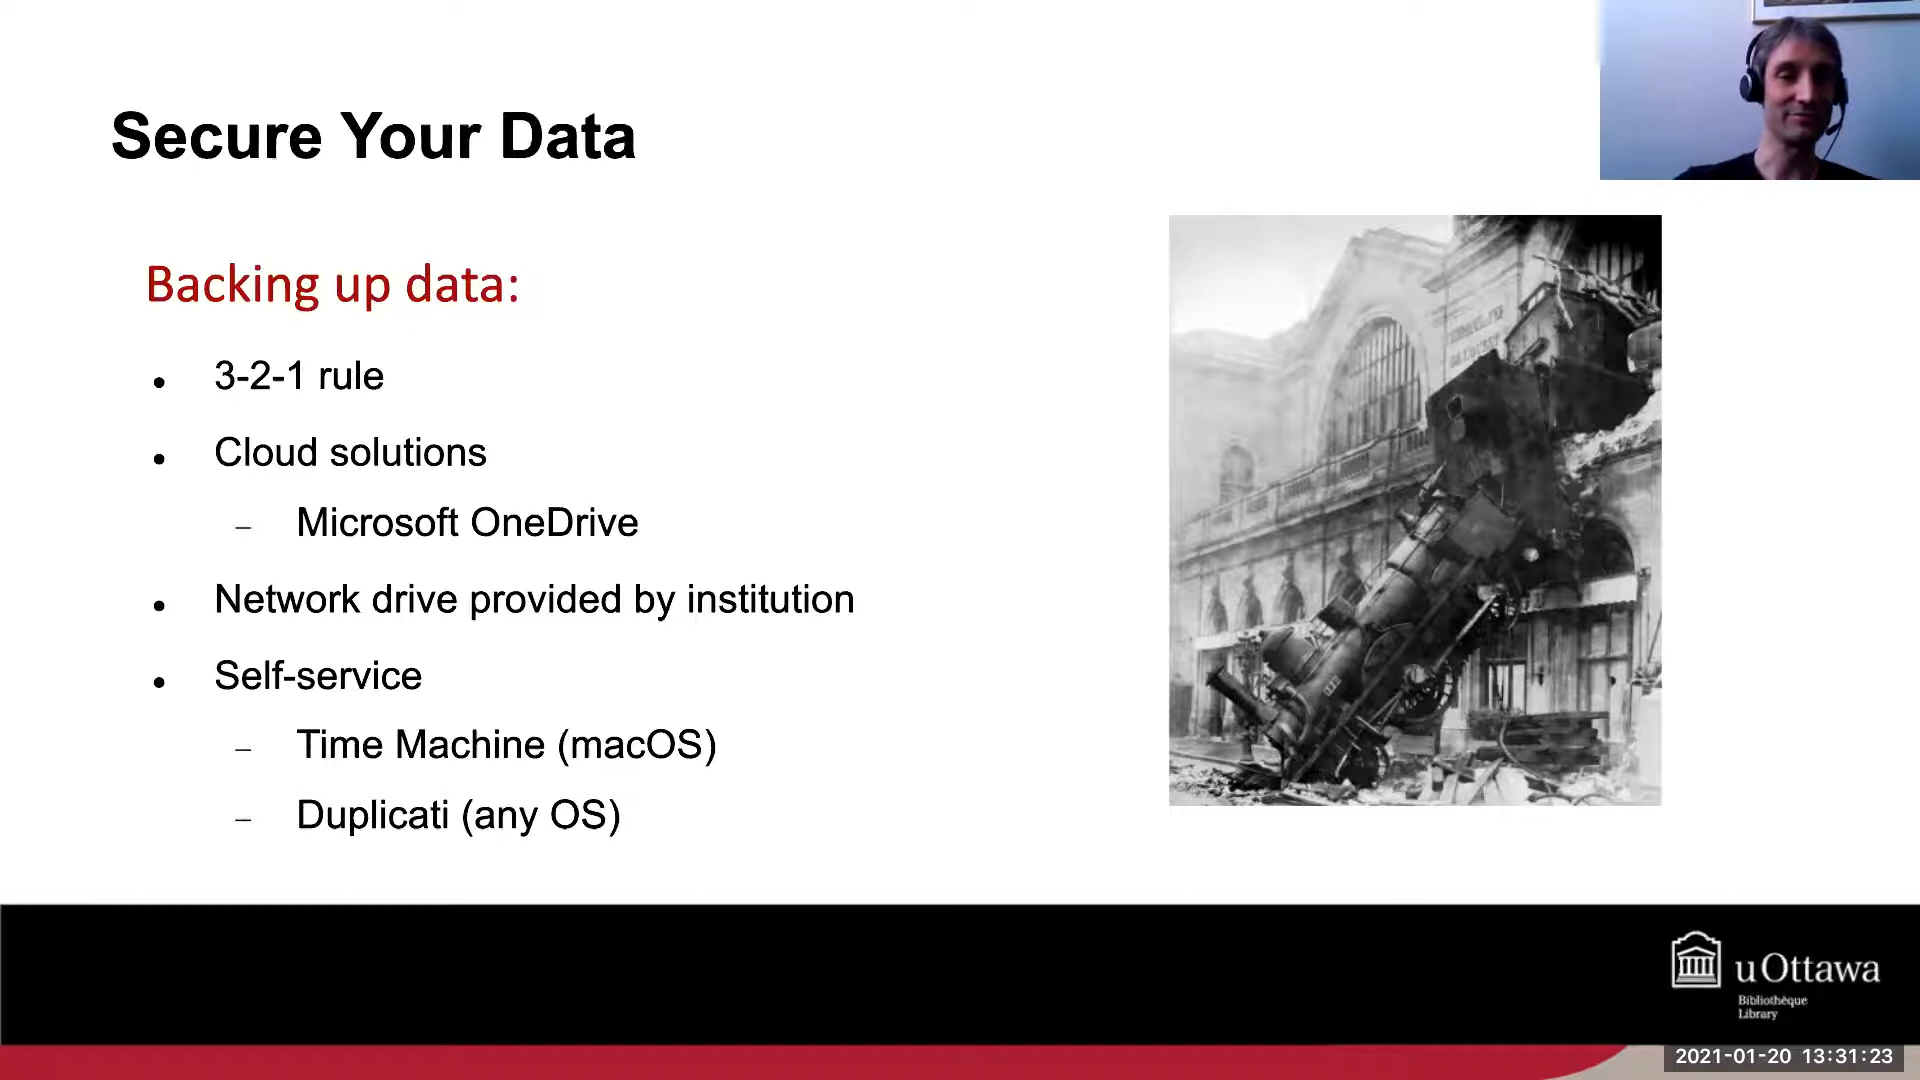 Secure Your Data
Backing up data:
• 3-2-1 rule
• Cloud solutions
– Microsoft OneDrive
• Network drive provided by institution
• Self-service
– Time Machine (macOS)
– Duplicati (any OS)
uOttawa
Bibliothèque
Library
2021-01-20 13:31:23